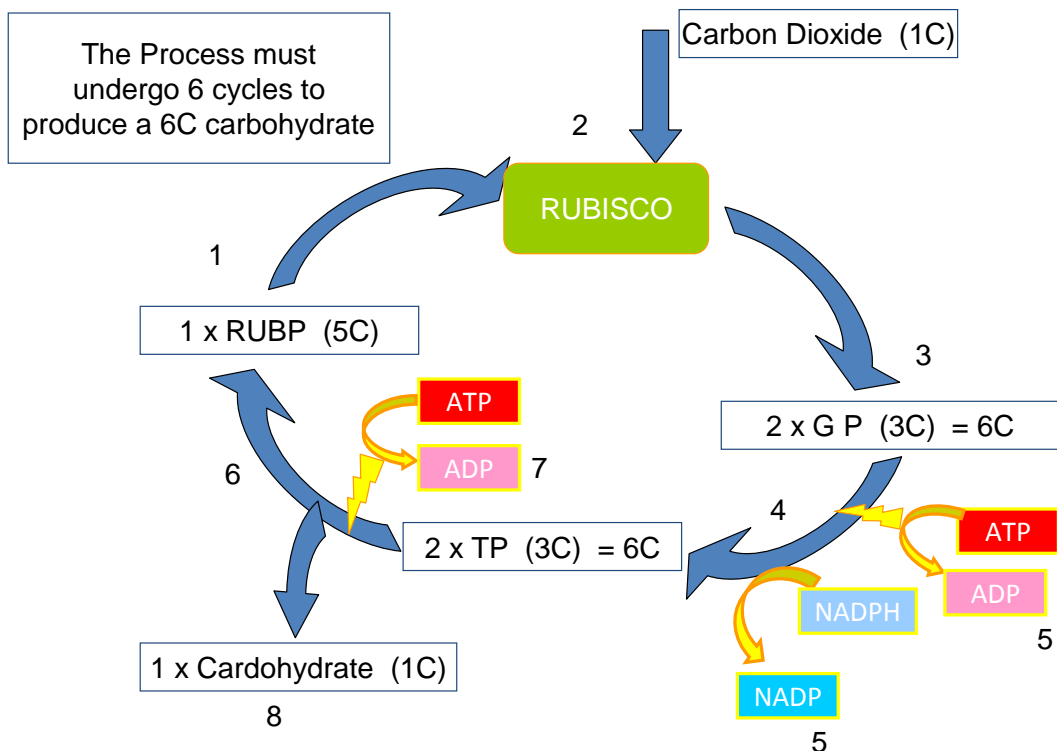 The Process must
undergo 6 cycles to
produce a 6C carbohydrate
Carbon Dioxide (1C)
2
RUBISCO
1
1 x RUBP (5C)
3
2 x G P (3C) = 6C
ATP
ADP
7
6
4
2 x TP (3C) = 6C
ATP
ADP
5
NADPH
NADP
5
1 x Cardohydrate (1C)
8